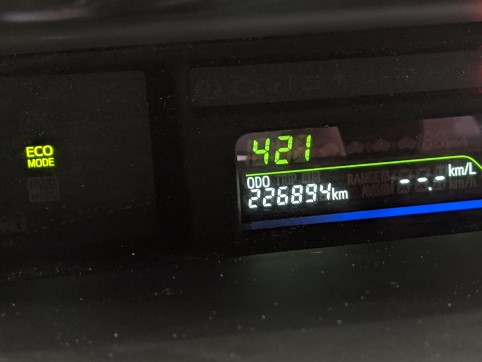 ECO
MODE
421
ODO
226894km
--.- km/L